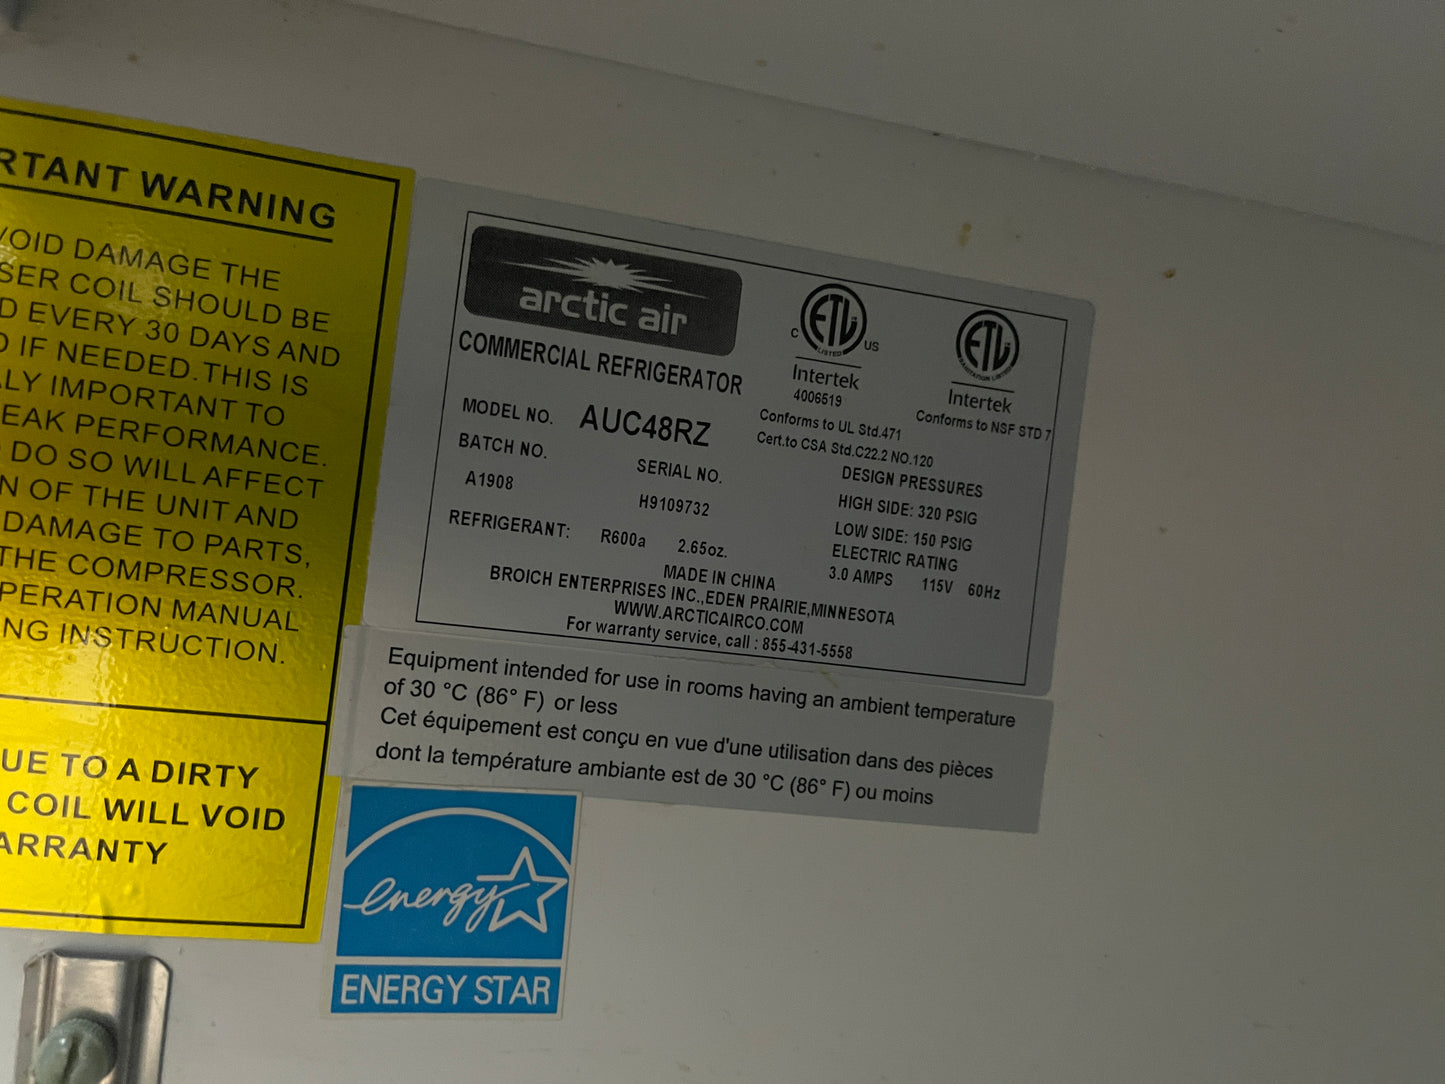 RTANT WARNING
VOID DAMAGE THE
SER COIL SHOULD BE
D EVERY 30 DAYS AND
IF NEEDED. THIS IS
LY IMPORTANT TO
EAK PERFORMANCE.
DO SO WILL AFFECT
N OF THE UNIT AND
DAMAGE TO PARTS,
THE COMPRESSOR.
PERATION MANUAL
NG INSTRUCTION.
UE TO A DIRTY
COIL WILL VOID
ARRANTY
arctic air
COMMERCIAL REFRIGERATOR
MODEL NO. AUC48RZ
BATCH NO.
A1908
SERIAL NO.
H9109732
REFRIGERANT: R600a 2.65oz.
C ETL US
LISTED
Intertek
4006519
Conforms to UL Std.471
Cert.to CSA Std.C22.2 NO.120
ETL
SANITATION LISTED
Intertek
Conforms to NSF STD 7
DESIGN PRESSURES
HIGH SIDE: 320 PSIG
LOW SIDE: 150 PSIG
ELECTRIC RATING
3.0 AMPS 115V 60Hz
MADE IN CHINA
BROICH ENTERPRISES INC.,EDEN PRAIRIE,MINNESOTA
WWW.ARCTICAIRCO.COM
For warranty service, call : 855-431-5558
Equipment intended for use in rooms having an ambient temperature
of 30 °C (86° F) or less
Cet équipement est conçu en vue d'une utilisation dans des pièces
dont la température ambiante est de 30 °C (86° F) ou moins
energy
ENERGY STAR